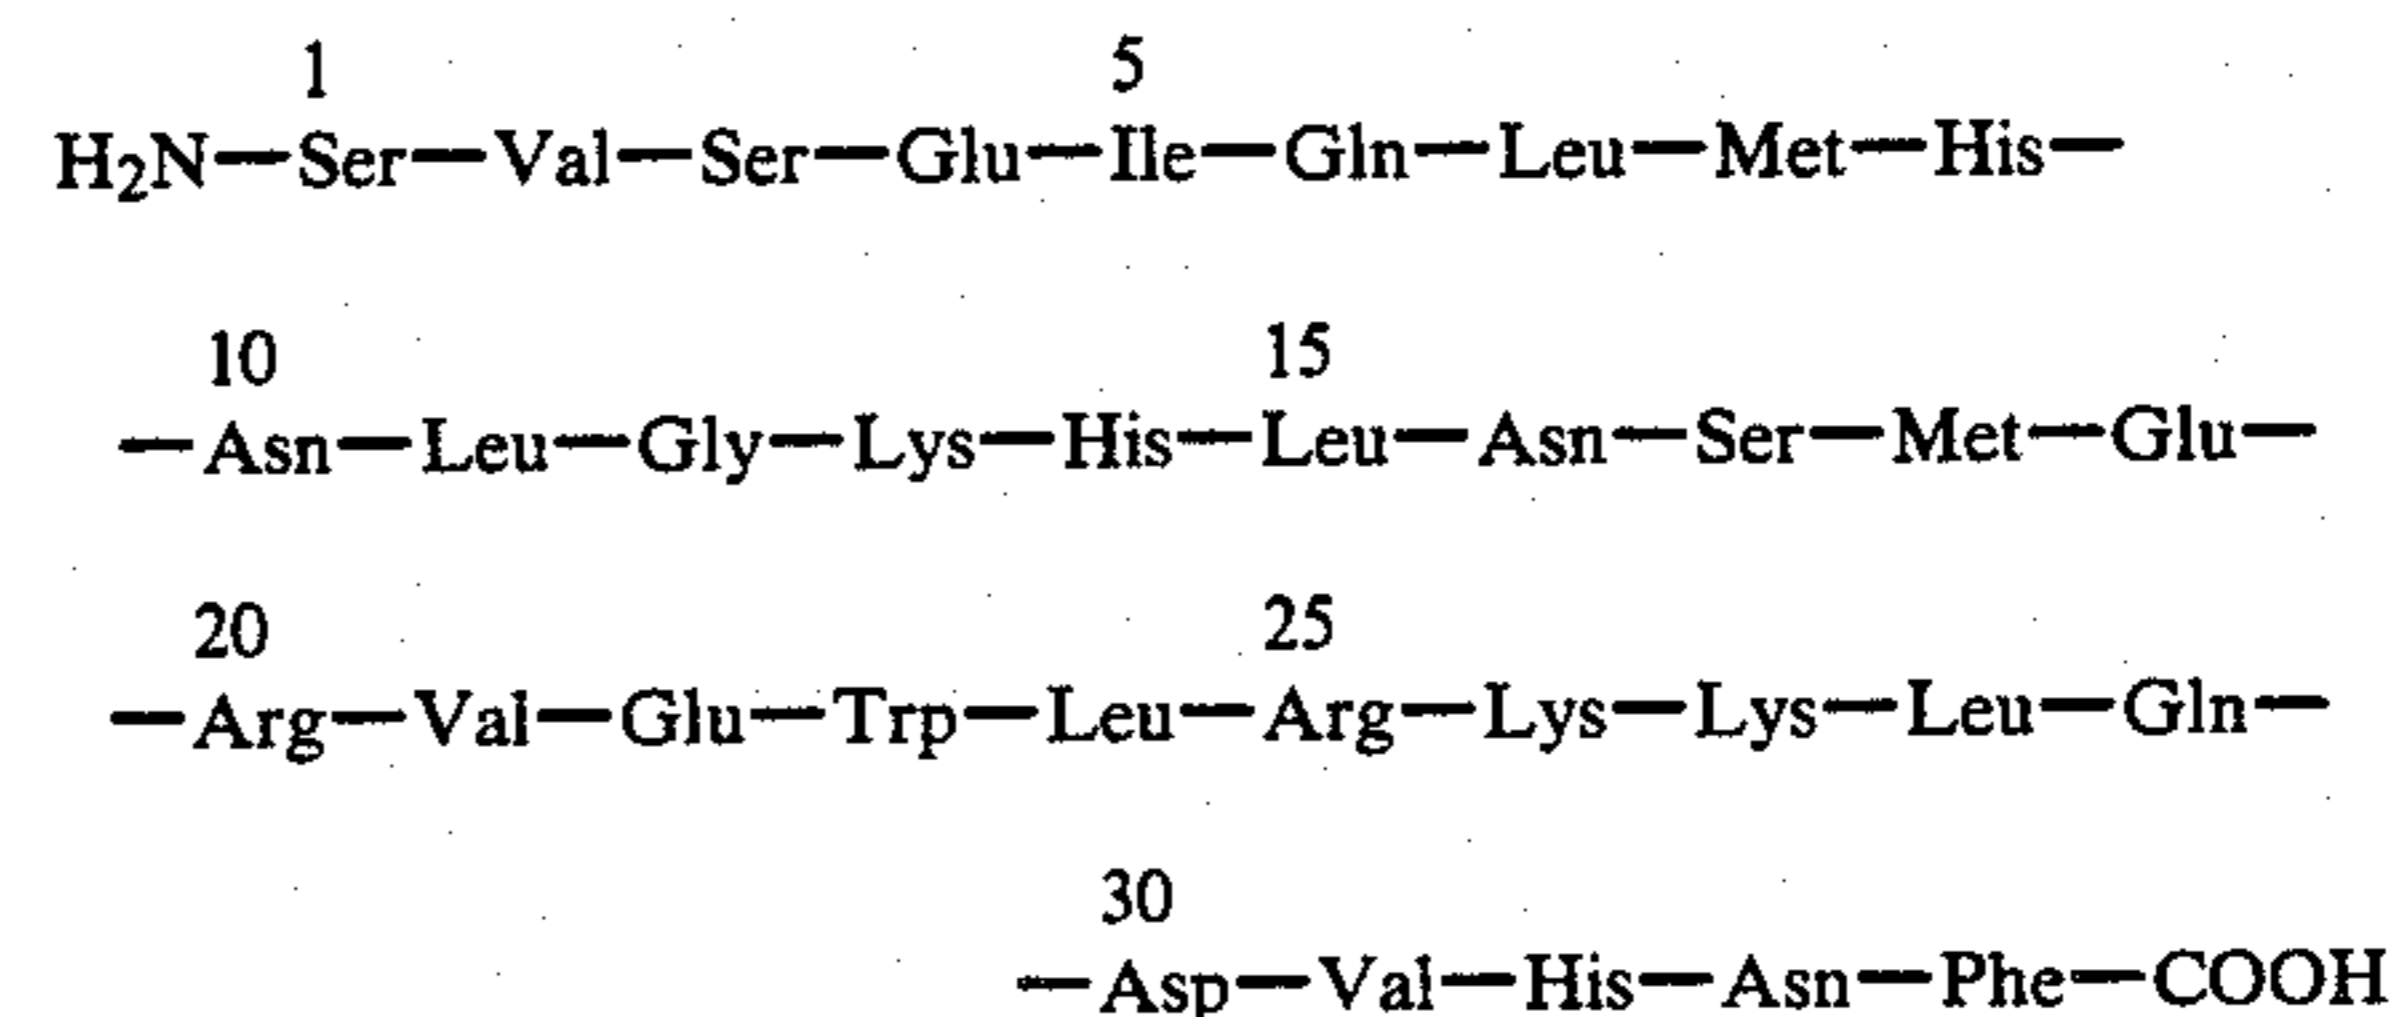 1 5
H₂N—Ser—Val—Ser—Glu—Ile—Gln—Leu—Met—His—
10 15
—Asn—Leu—Gly—Lys—His—Leu—Asn—Ser—Met—Glu—
20 25
—Arg—Val—Glu—Trp—Leu—Arg—Lys—Lys—Leu—Gln—
30
—Asp—Val—His—Asn—Phe—COOH